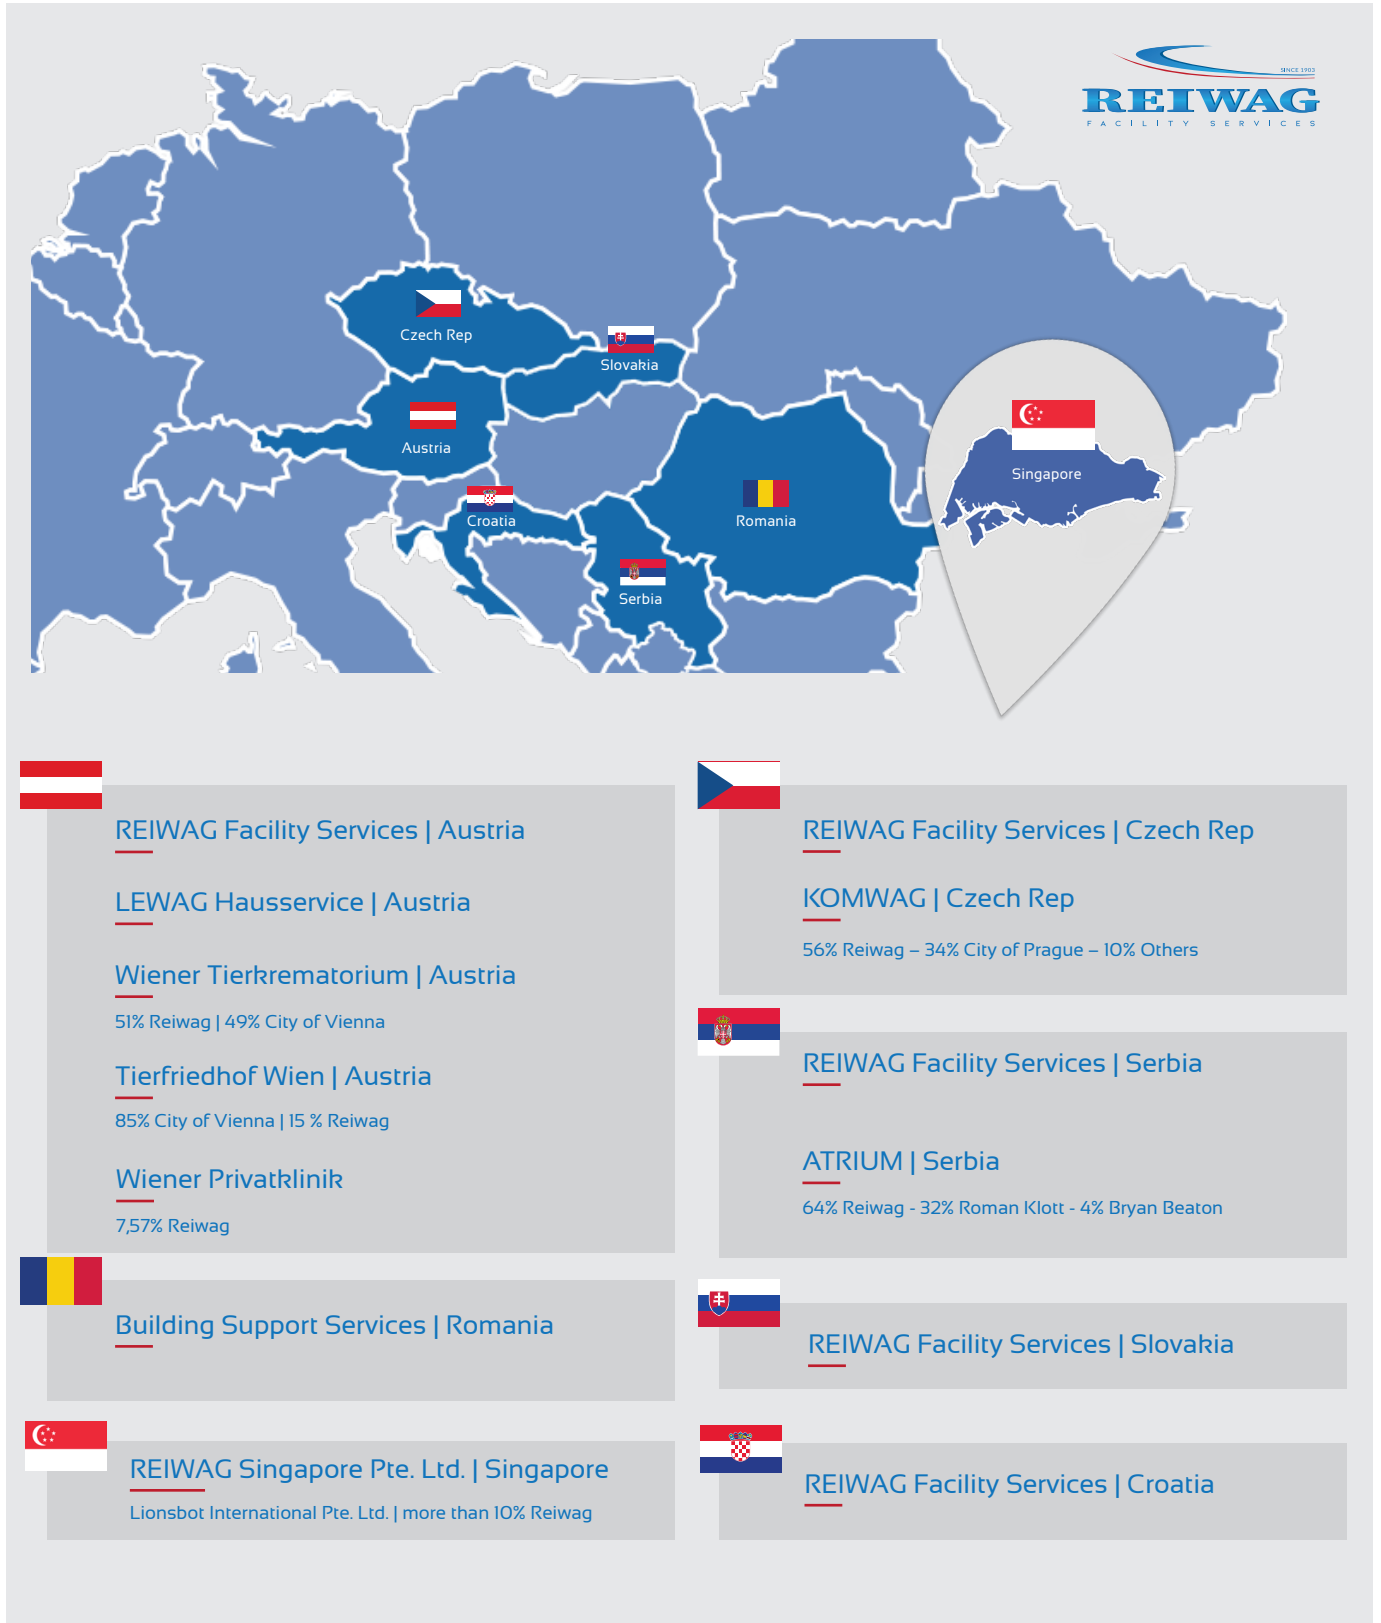 SINCE 1903
REIWAG
FACILITY SERVICES
Czech Rep
Slovakia
Austria
Singapore
Croatia
Romania
Serbia
REIWAG Facility Services | Austria
LEWAG Hausservice | Austria
Wiener Tierkrematorium | Austria
51% Reiwag | 49% City of Vienna
Tierfriedhof Wien | Austria
85% City of Vienna | 15 % Reiwag
Wiener Privatklinik
7,57% Reiwag
Building Support Services | Romania
REIWAG Singapore Pte. Ltd. | Singapore
Lionsbot International Pte. Ltd. | more than 10% Reiwag
REIWAG Facility Services | Czech Rep
KOMWAG | Czech Rep
56% Reiwag – 34% City of Prague – 10% Others
REIWAG Facility Services | Serbia
ATRIUM | Serbia
64% Reiwag - 32% Roman Klott - 4% Bryan Beaton
REIWAG Facility Services | Slovakia
REIWAG Facility Services | Croatia